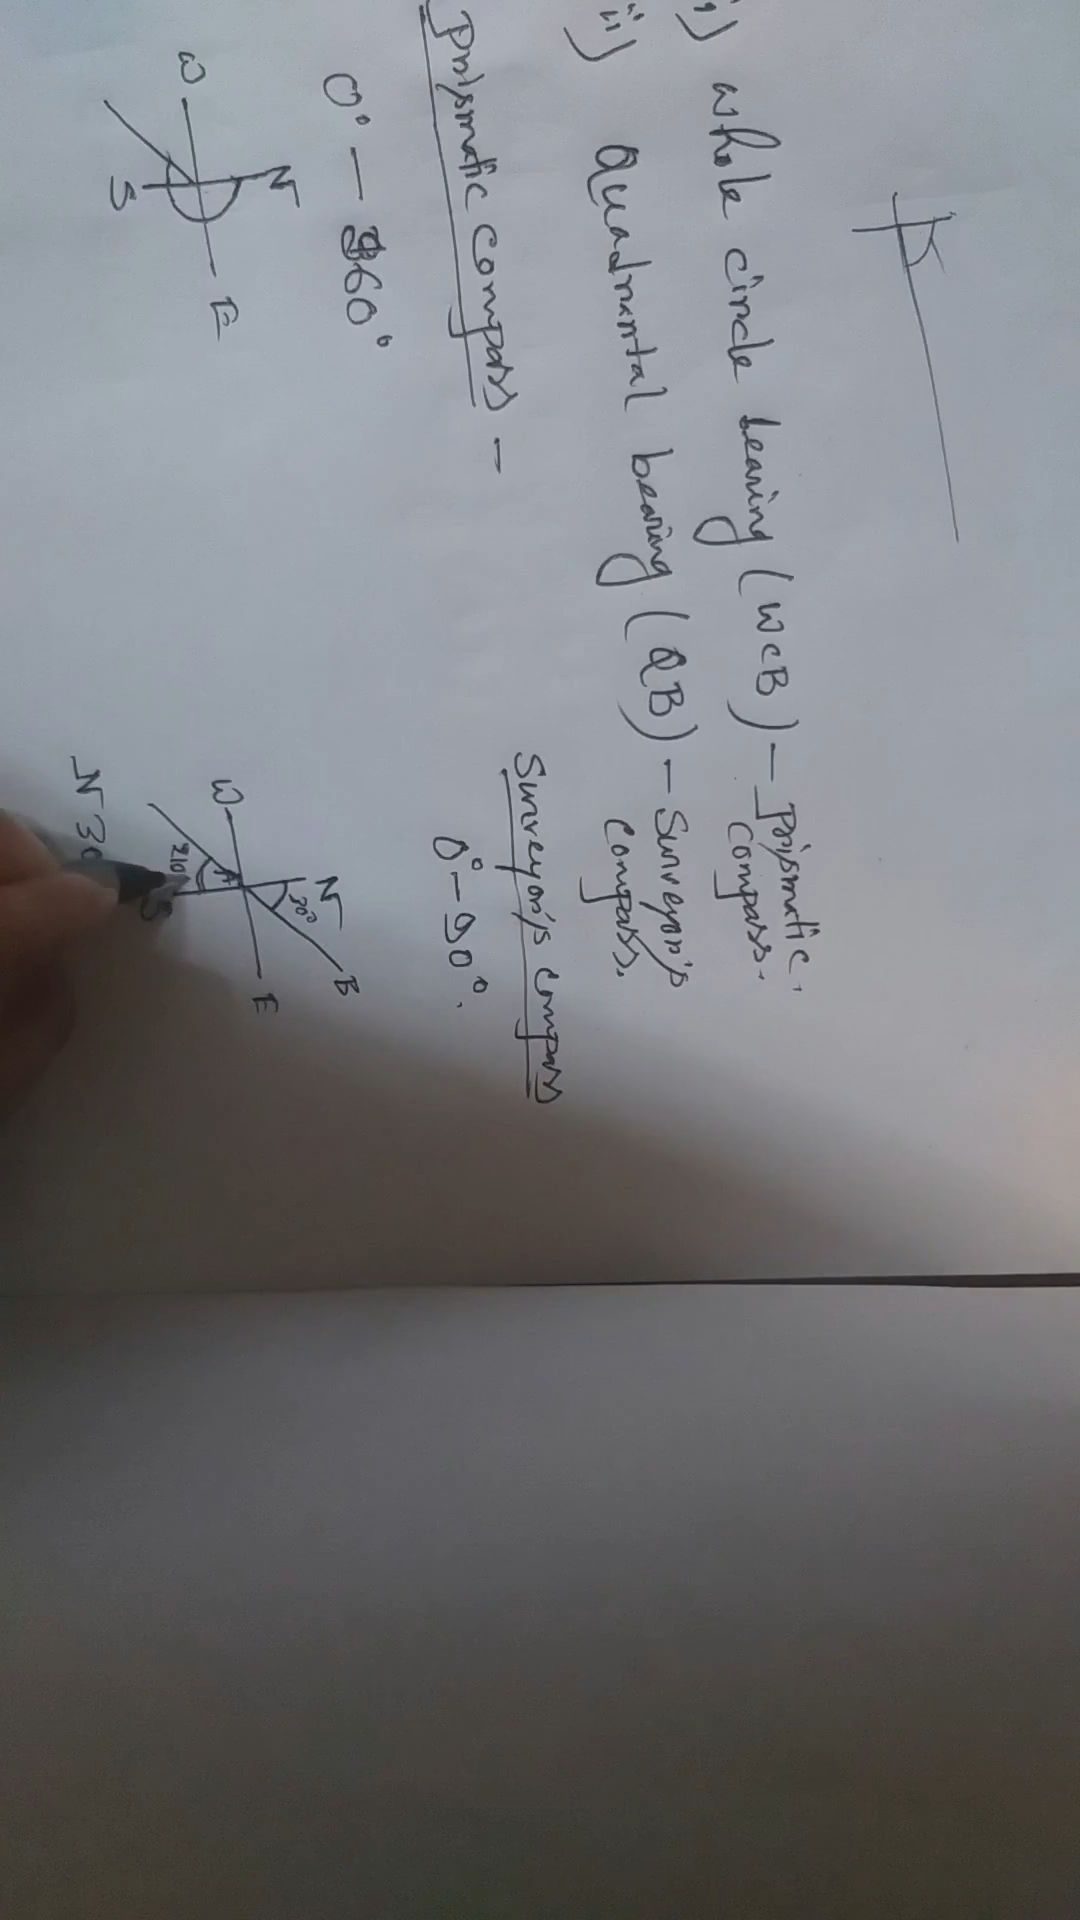 i) whole circle bearing (WCB) - Prismatic
compass.
ii) Quadrantal bearing (QB) - Surveyor's
compass.
Prismatic compass -
0° - 360°
N
W
E
S
Surveyor's compass
0° - 90°.
N
30°
B
W
A
E
210
S
N 30